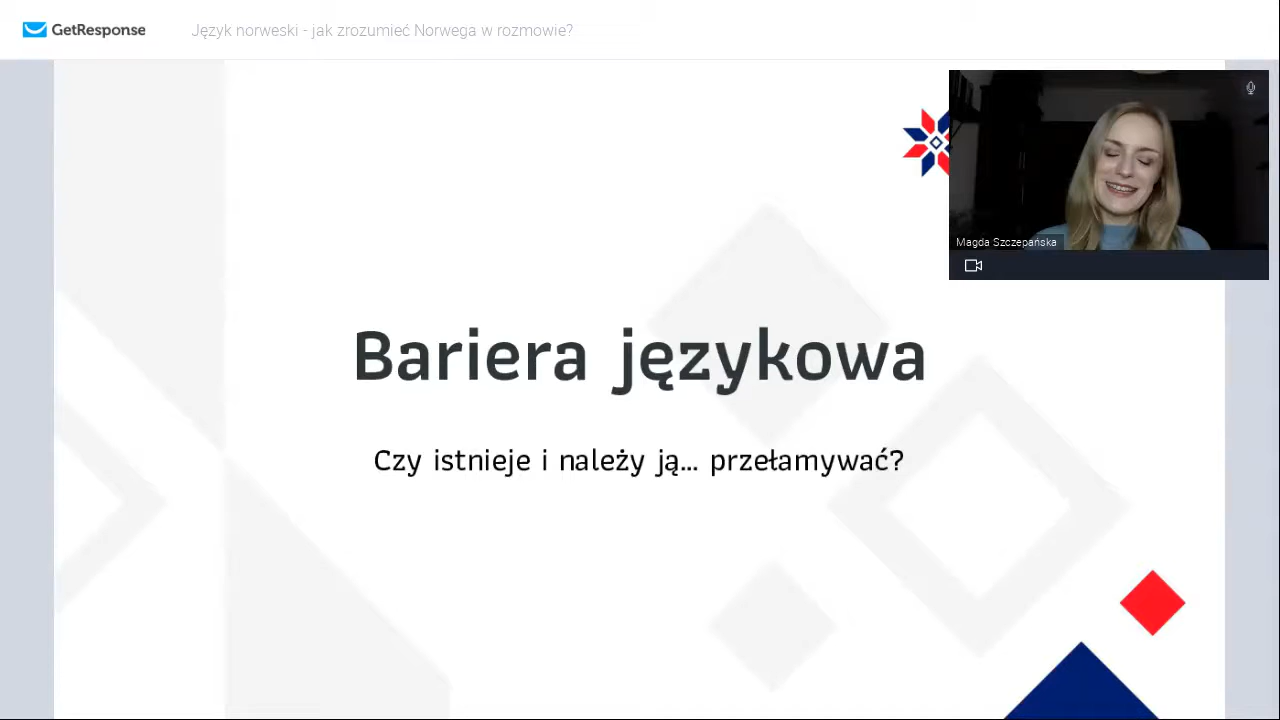 GetResponse
Język norweski - jak zrozumieć Norwega w rozmowie?
Magda Szczepańska
Bariera językowa
Czy istnieje i należy ją... przełamywać?